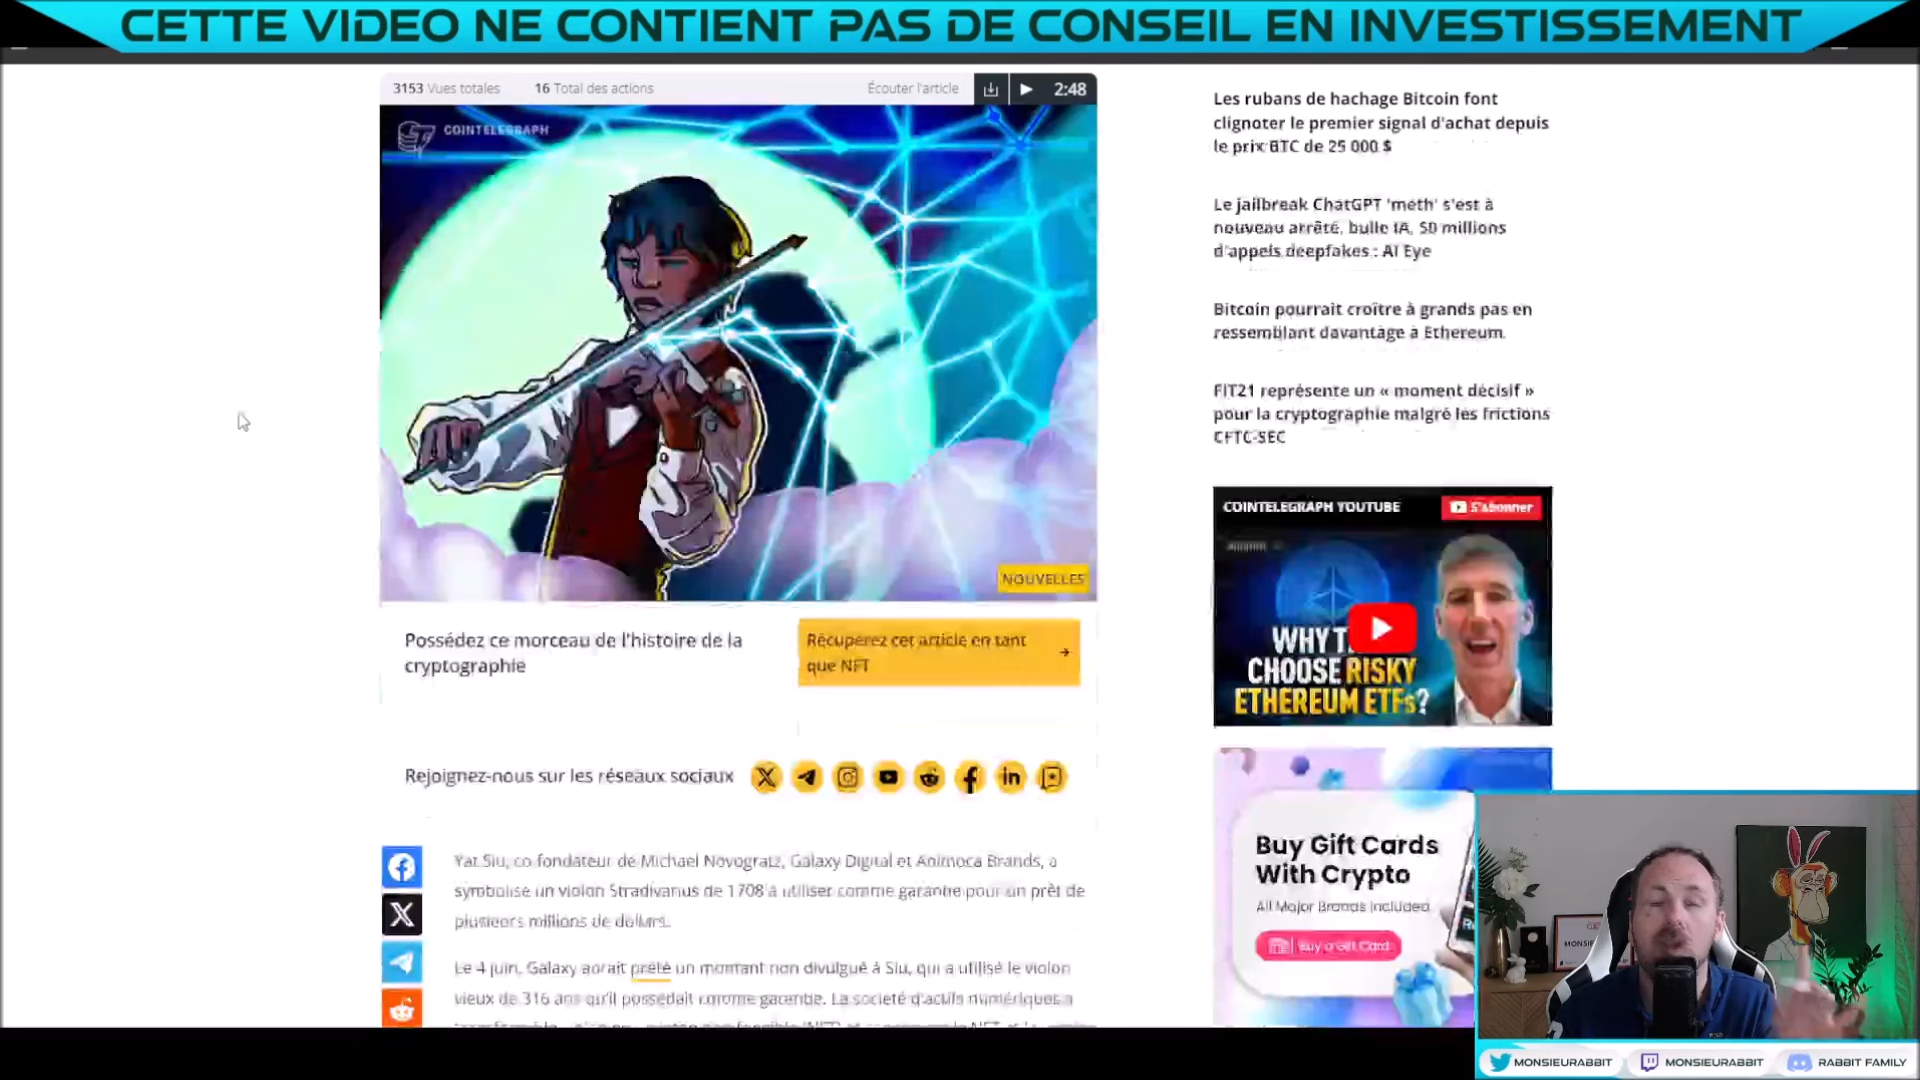 CETTE VIDEO NE CONTIENT PAS DE CONSEIL EN INVESTISSEMENT
3153 Vues totales
16 Total des actions
Écouter l'article
2:48
COINTELEGRAPH
NOUVELLES
Possédez ce morceau de l'histoire de la
cryptographie
Récupérez cet article en tant
que NFT
Rejoignez-nous sur les réseaux sociaux
Yat Siu, co-fondateur de Michael Novogratz, Galaxy Digital et Animoca Brands, a
symbolisé un violon Stradivarius de 1708 à utiliser comme garantie pour un prêt de
plusieurs millions de dollars.
Le 4 juin, Galaxy aurait prêté un montant non divulgué à Siu, qui a utilisé le violon
vieux de 316 ans qu'il possédait comme garantie. La société d'actifs numériques a
Les rubans de hachage Bitcoin font
clignoter le premier signal d'achat depuis
le prix BTC de 25 000 $
Le jailbreak ChatGPT 'meth' s'est à
nouveau arrêté, bulle IA, 50 millions
d'appels deepfakes : AI Eye
Bitcoin pourrait croître à grands pas en
ressemblant davantage à Ethereum.
FIT21 représente un « moment décisif »
pour la cryptographie malgré les frictions
CFTC-SEC
COINTELEGRAPH YOUTUBE
S'abonner
WHY T
CHOOSE RISKY
ETHEREUM ETFs?
Buy Gift Cards
With Crypto
All Major Brands Included
Buy a Gift Card
MONSIEURABBIT
MONSIEURABBIT
RABBIT FAMILY